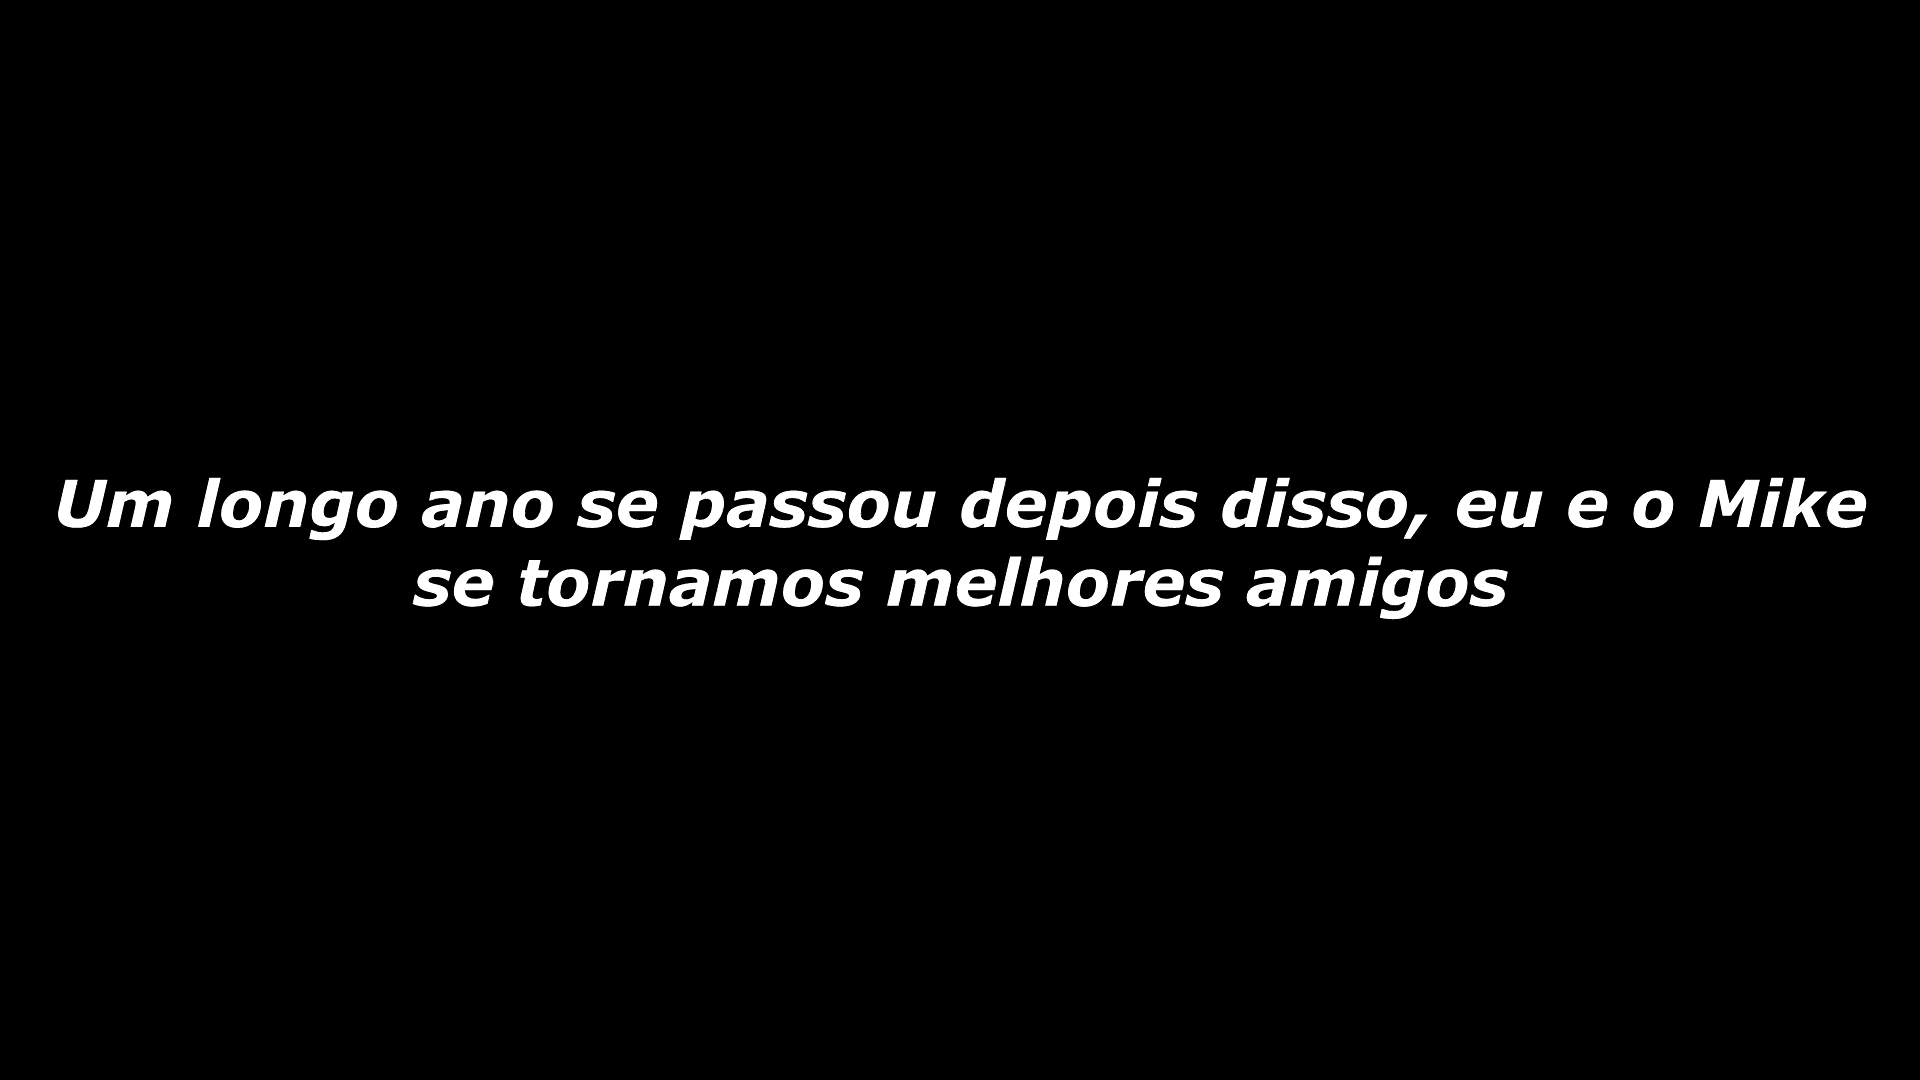 Um longo ano se passou depois disso, eu e o Mike
se tornamos melhores amigos